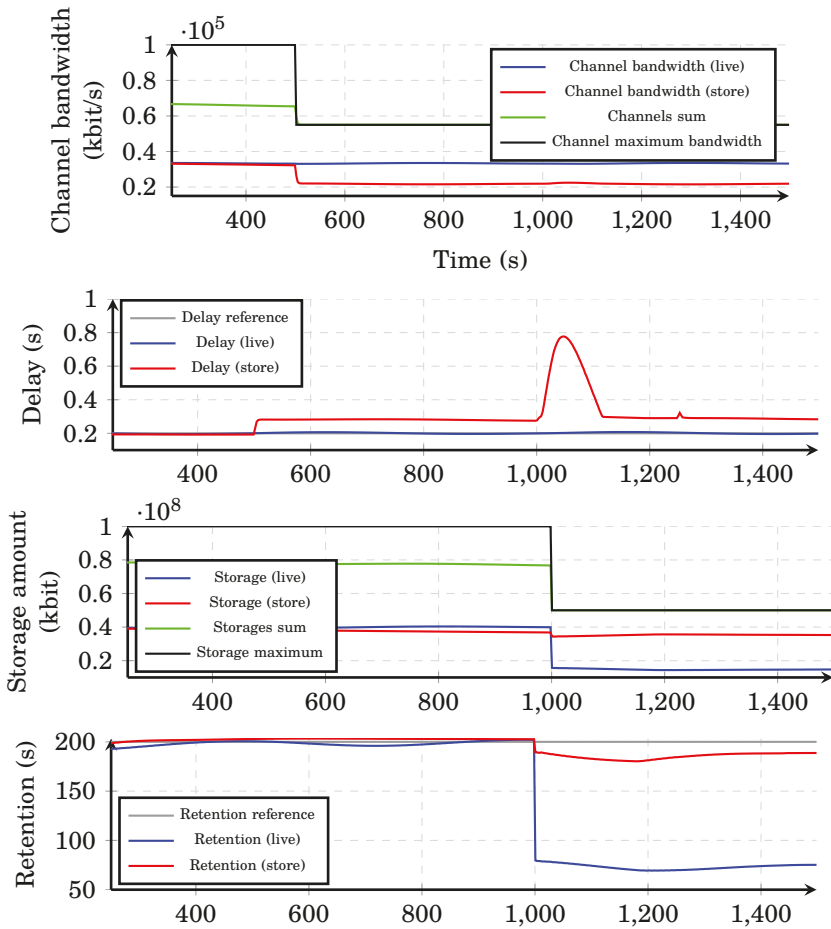 ·10⁵
Channel bandwidth
(kbit/s)
1
0.8
0.6
0.4
0.2
Channel bandwidth (live)
Channel bandwidth (store)
Channels sum
Channel maximum bandwidth
400
600
800
1,000
1,200
1,400
Time (s)
Delay (s)
1
0.8
0.6
0.4
0.2
Delay reference
Delay (live)
Delay (store)
400
600
800
1,000
1,200
1,400
·10⁸
Storage amount
(kbit)
1
0.8
0.6
0.4
0.2
Storage (live)
Storage (store)
Storages sum
Storage maximum
400
600
800
1,000
1,200
1,400
Retention (s)
200
150
100
50
Retention reference
Retention (live)
Retention (store)
400
600
800
1,000
1,200
1,400